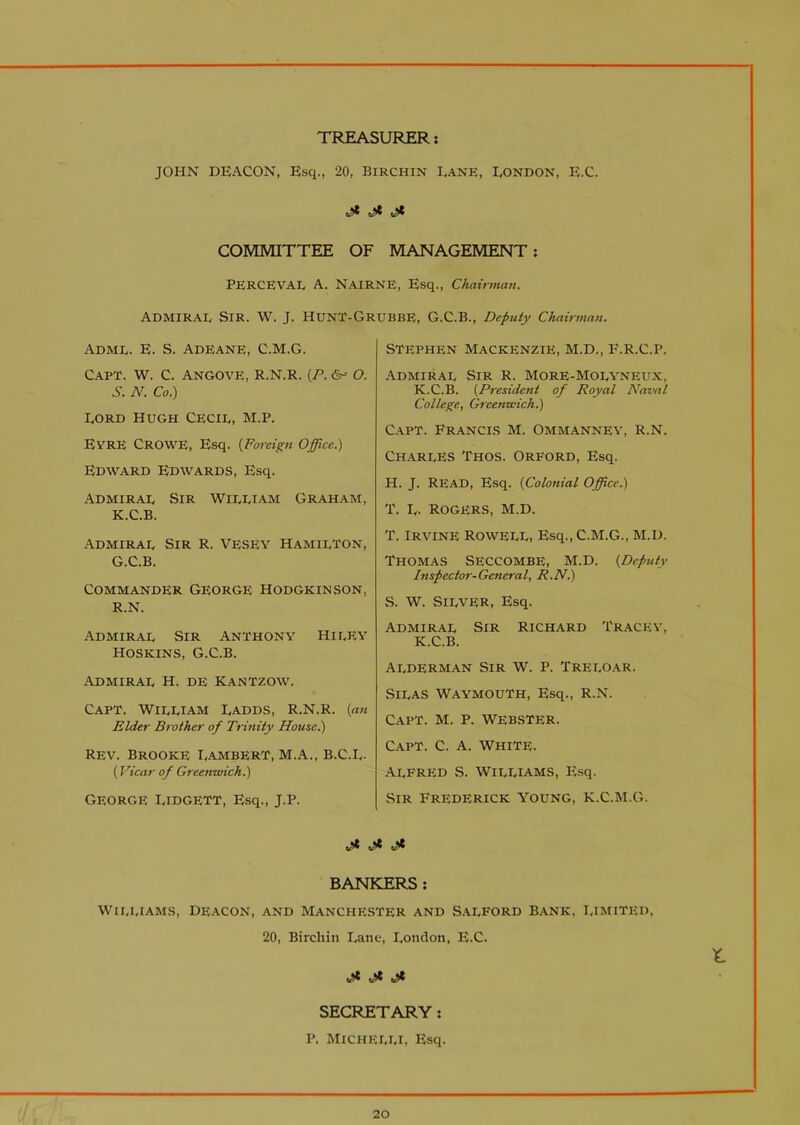 TREASURER:
JOHN DEACON, Esq., 20, BIRCHIN LANE, LONDON, E.C.
COMMITTEE OF MANAGEMENT:
PERCEVAL A. NAIRNE, Esq., Chairman.
ADMIRAL SIR. W. J. HUNT-GRUBBE, G.C.B., Deputy Chairman.
ADML. E. S. ADEANE, C.M.G.
CAPT. W. C. ANGOVE, R.N.R. (P. & O.
S. N. Co.)
LORD HUGH CECIL, M.P.
EYRE CROWE, Esq. (Foreign Office.)
EDWARD EDWARDS, Esq.
ADMIRAL SIR WILLIAM GRAHAM,
K.C.B.
ADMIRAL SIR R. VESEY HAMILTON,
G.C.B.
COMMANDER GEORGE HODGKINSON,
R.N.
ADMIRAL SIR ANTHONY HILEY
HOSKINS, G.C.B.
ADMIRAL H. DE KANTZOW.
CAPT. WILLIAM LADDS, R.N.R. (an
Elder Brother of Trinity House.)
REV. BROOKE LAMBERT, M.A., B.C.L.
(Vicar of Greenwich.)
GEORGE LIDGETT, Esq., J.P.
STEPHEN MACKENZIE, M.D., F.R.C.P.
ADMIRAL SIR R. MORE-MOLYNEUX,
K.C.B. (President of Royal Naval
College, Greenwich.)
CAPT. FRANCIS M. OMMANNEY, R.N.
CHARLES THOS. ORFORD, Esq.
H. J. READ, Esq. (Colonial Office.)
T. L. ROGERS, M.D.
T. IRVINE ROWELL, Esq., C.M.G., M.D.
THOMAS SECCOMBE, M.D. (Deputy
Inspector-General, R.N.)
S. W. SILVER, Esq.
ADMIRAL SIR RICHARD TRACEY,
K.C.B.
ALDERMAN SIR W. P. TRELOAR.
SILAS WAYMOUTH, Esq., R.N.
CAPT. M. P. WEBSTER.
CAPT. C. A. WHITE.
ALFRED S. WILLIAMS, Esq.
SIR FREDERICK YOUNG, K.C.M.G.
BANKERS:
WILLIAMS, DEACON, AND MANCHESTER AND SALFORD BANK, LIMITED,
20, Birchin Lane, London, E.C.
SECRETARY:
P. MICHELLI, Esq.
20